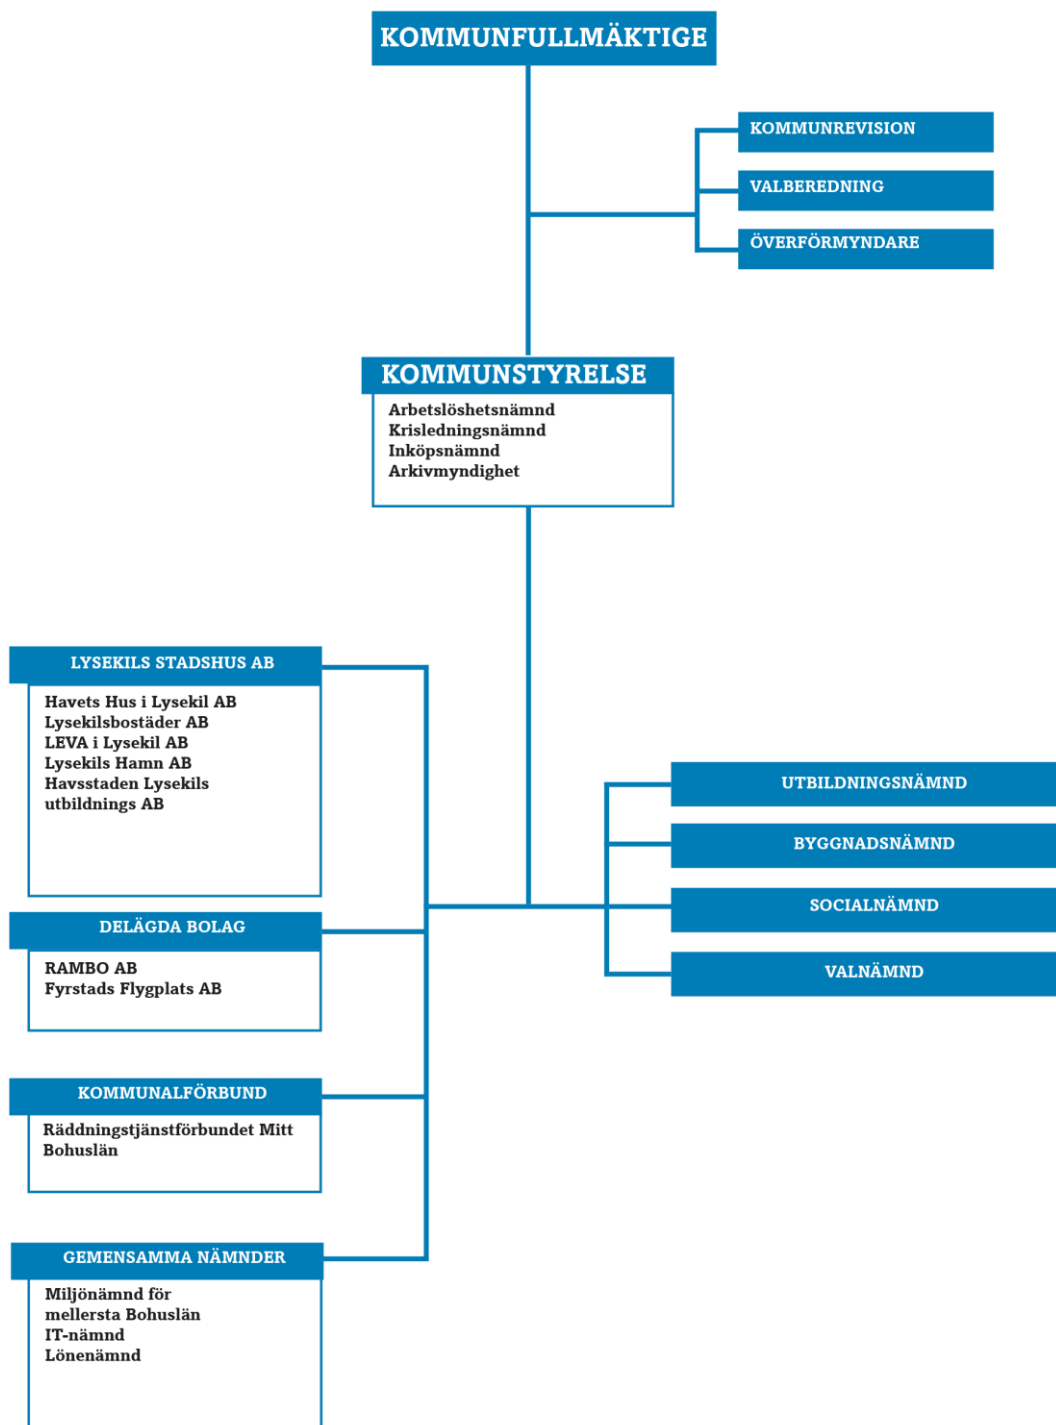 KOMMUNFULLMÄKTIGE
KOMMUNREVISION
VALBEREDNING
ÖVERFÖRMYNDARE
KOMMUNSTYRELSE
Arbetslöshetsnämnd
Krisledningsnämnd
Inköpsnämnd
Arkivmyndighet
LYSEKILS STADSHUS AB
Havets Hus i Lysekil AB
Lysekilsbostäder AB
LEVA i Lysekil AB
Lysekils Hamn AB
Havsstaden Lysekils
utbildnings AB
DELÄGDA BOLAG
RAMBO AB
Fyrstads Flygplats AB
KOMMUNALFÖRBUND
Räddningstjänstförbundet Mitt
Bohuslän
GEMENSAMMA NÄMNDER
Miljönämnd för
mellersta Bohuslän
IT-nämnd
Lönenämnd
UTBILDNINGSNÄMND
BYGGNADSNÄMND
SOCIALNÄMND
VALNÄMND